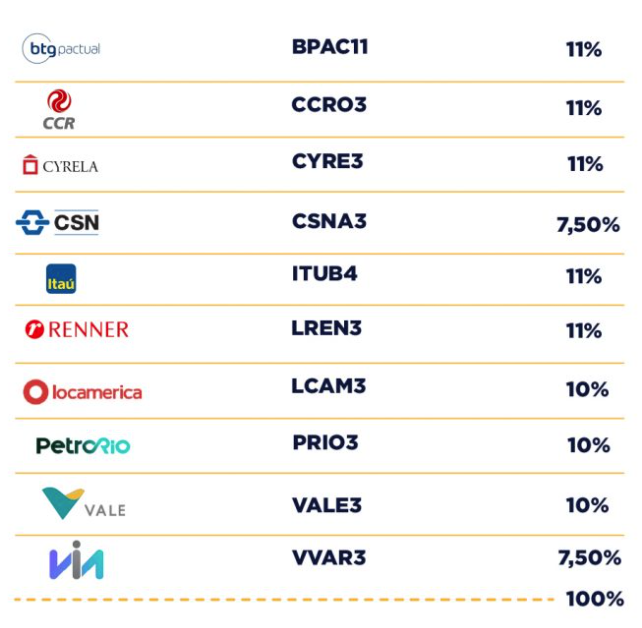 btg pactual BPAC11 11%
CCR CCRO3 11%
CYRELA CYRE3 11%
CSN CSNA3 7,50%
Itaú ITUB4 11%
RENNER LREN3 11%
locamerica LCAM3 10%
PetroRio PRIO3 10%
VALE VALE3 10%
VIA VVAR3 7,50%
100%